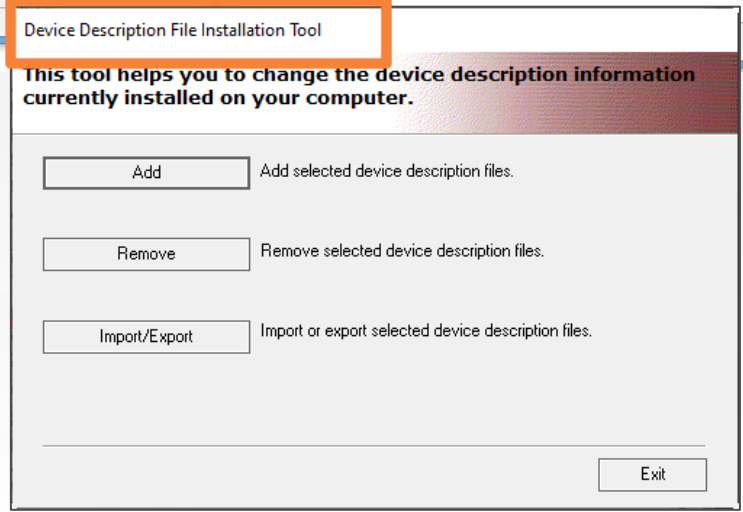 Device Description File Installation Tool
This tool helps you to change the device description information
currently installed on your computer.
Add
Add selected device description files.
Remove
Remove selected device description files.
Import/Export
Import or export selected device description files.
Exit